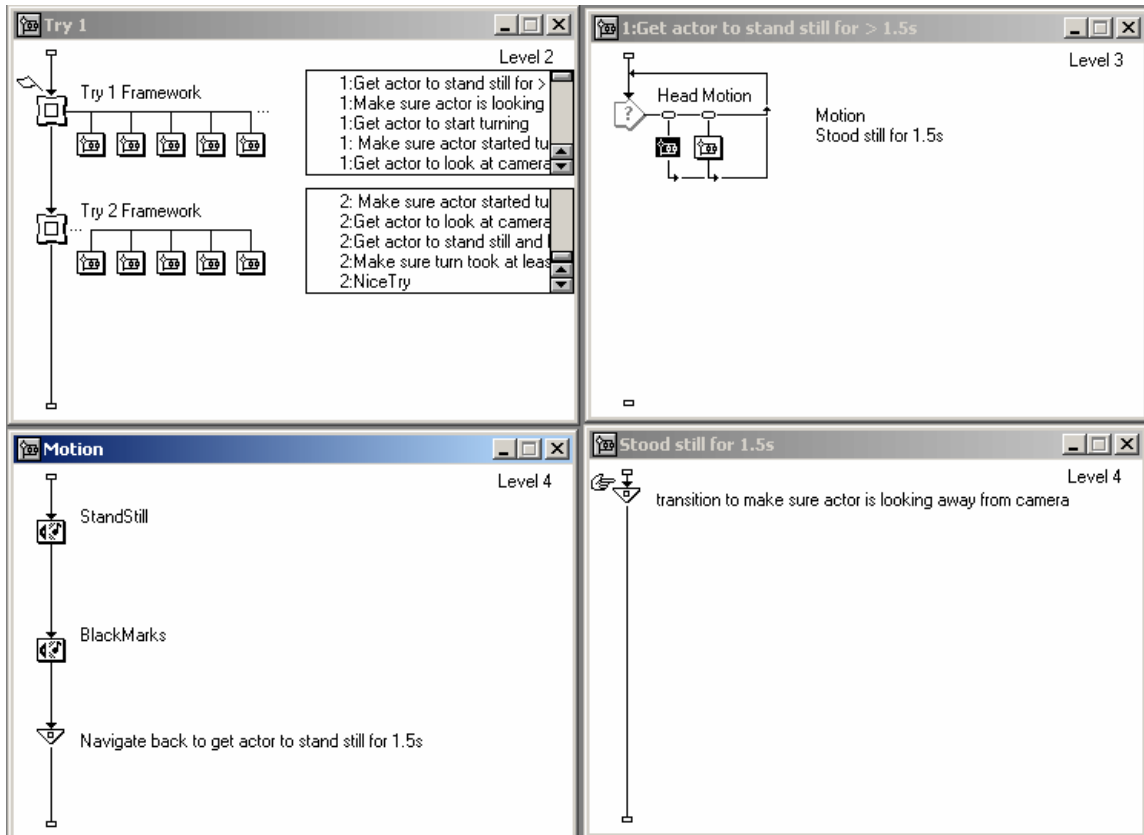 Try 1
Level 2
Try 1 Framework
...
1:Get actor to stand still for >
1:Make sure actor is looking
1:Get actor to start turning
1: Make sure actor started tu
1:Get actor to look at camera
Try 2 Framework
...
2: Make sure actor started tu
2:Get actor to look at camera
2:Get actor to stand still and
2:Make sure turn took at leas
2:NiceTry
1:Get actor to stand still for > 1.5s
Level 3
Head Motion
?
Motion
Stood still for 1.5s
Motion
Level 4
StandStill
BlackMarks
Navigate back to get actor to stand still for 1.5s
Stood still for 1.5s
Level 4
transition to make sure actor is looking away from camera